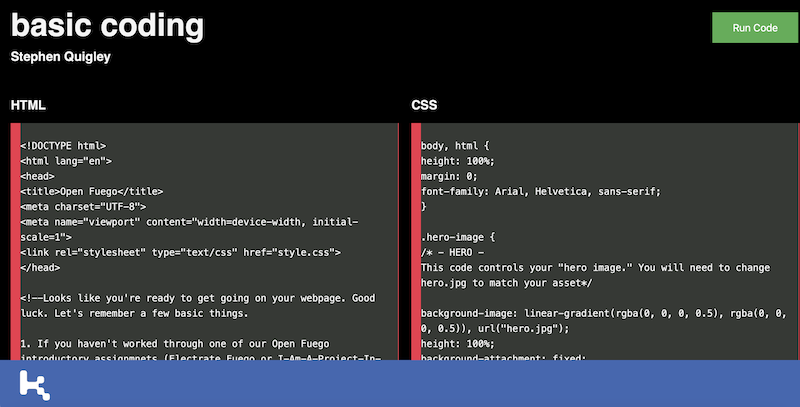 basic coding
Run Code
Stephen Quigley
HTML
<!DOCTYPE html>
<html lang="en">
<head>
<title>Open Fuego</title>
<meta charset="UTF-8">
<meta name="viewport" content="width=device-width, initial-
scale=1">
<link rel="stylesheet" type="text/css" href="style.css">
</head>
<!--Looks like you're ready to get going on your webpage. Good
luck. Let's remember a few basic things.
1. If you haven't worked through one of our Open Fuego
introductory assignmnets (Electrate Fuego or I-Am-A-Project-In-
CSS
body, html {
height: 100%;
margin: 0;
font-family: Arial, Helvetica, sans-serif;
}
.hero-image {
/* - HERO -
This code controls your "hero image." You will need to change
hero.jpg to match your asset*/
background-image: linear-gradient(rgba(0, 0, 0, 0.5), rgba(0, 0,
0, 0.5)), url("hero.jpg");
height: 100%;
background-attachment: fixed;